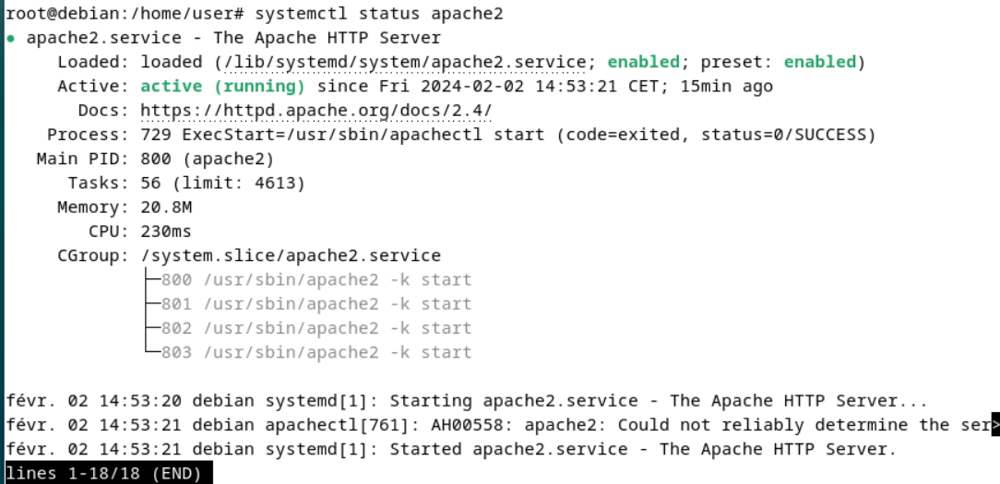 root@debian:/home/user# systemctl status apache2
● apache2.service - The Apache HTTP Server
     Loaded: loaded (/lib/systemd/system/apache2.service; enabled; preset: enabled)
     Active: active (running) since Fri 2024-02-02 14:53:21 CET; 15min ago
       Docs: https://httpd.apache.org/docs/2.4/
    Process: 729 ExecStart=/usr/sbin/apachectl start (code=exited, status=0/SUCCESS)
   Main PID: 800 (apache2)
      Tasks: 56 (limit: 4613)
     Memory: 20.8M
        CPU: 230ms
     CGroup: /system.slice/apache2.service
             ├─800 /usr/sbin/apache2 -k start
             ├─801 /usr/sbin/apache2 -k start
             ├─802 /usr/sbin/apache2 -k start
             └─803 /usr/sbin/apache2 -k start
févr. 02 14:53:20 debian systemd[1]: Starting apache2.service - The Apache HTTP Server...
févr. 02 14:53:21 debian apachectl[761]: AH00558: apache2: Could not reliably determine the ser>
févr. 02 14:53:21 debian systemd[1]: Started apache2.service - The Apache HTTP Server.
lines 1-18/18 (END)